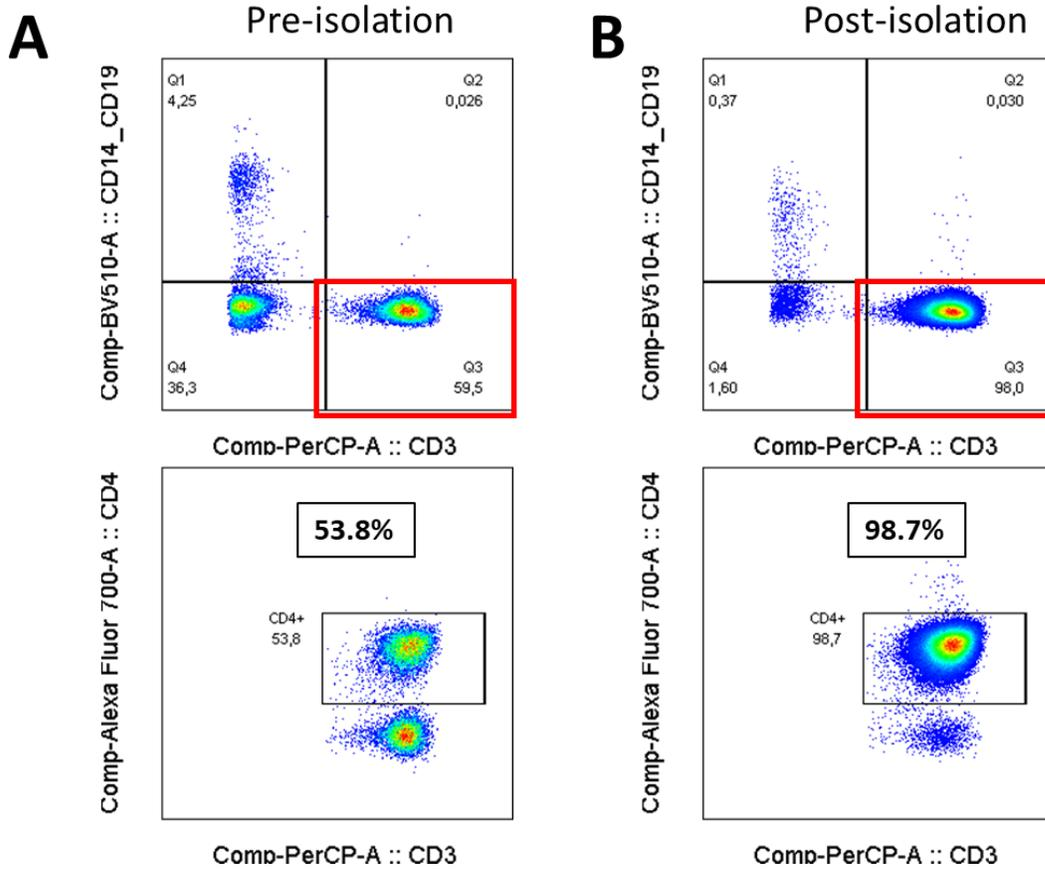 A
Pre-isolation
Comp-BV510-A :: CD14_CD19
Q1
4,25
Q2
0,026
Q4
36,3
Q3
59,5
Comp-PerCP-A :: CD3
Comp-Alexa Fluor 700-A :: CD4
53.8%
CD4+
53,8
Comp-PerCP-A :: CD3
B
Post-isolation
Comp-BV510-A :: CD14_CD19
Q1
0,37
Q2
0,030
Q4
1,60
Q3
98,0
Comp-PerCP-A :: CD3
Comp-Alexa Fluor 700-A :: CD4
98.7%
CD4+
98,7
Comp-PerCP-A :: CD3